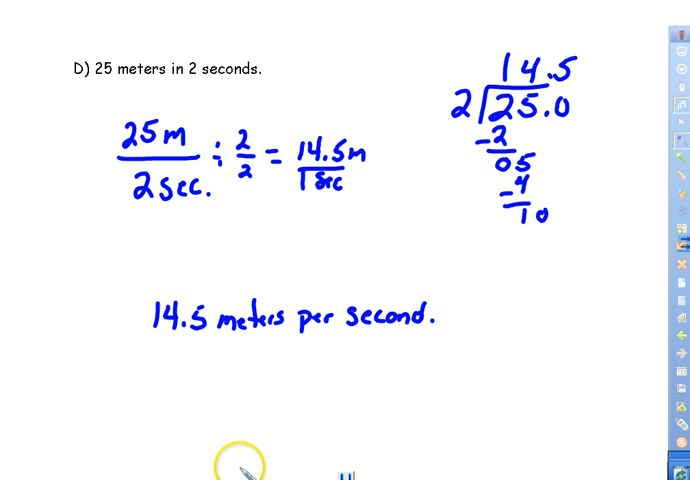 D) 25 meters in 2 seconds.
14.5
2 25.0
-2
05
-4
10
25m ÷ 2 = 14.5m
2sec. 2 1 sec
14.5 meters per second.